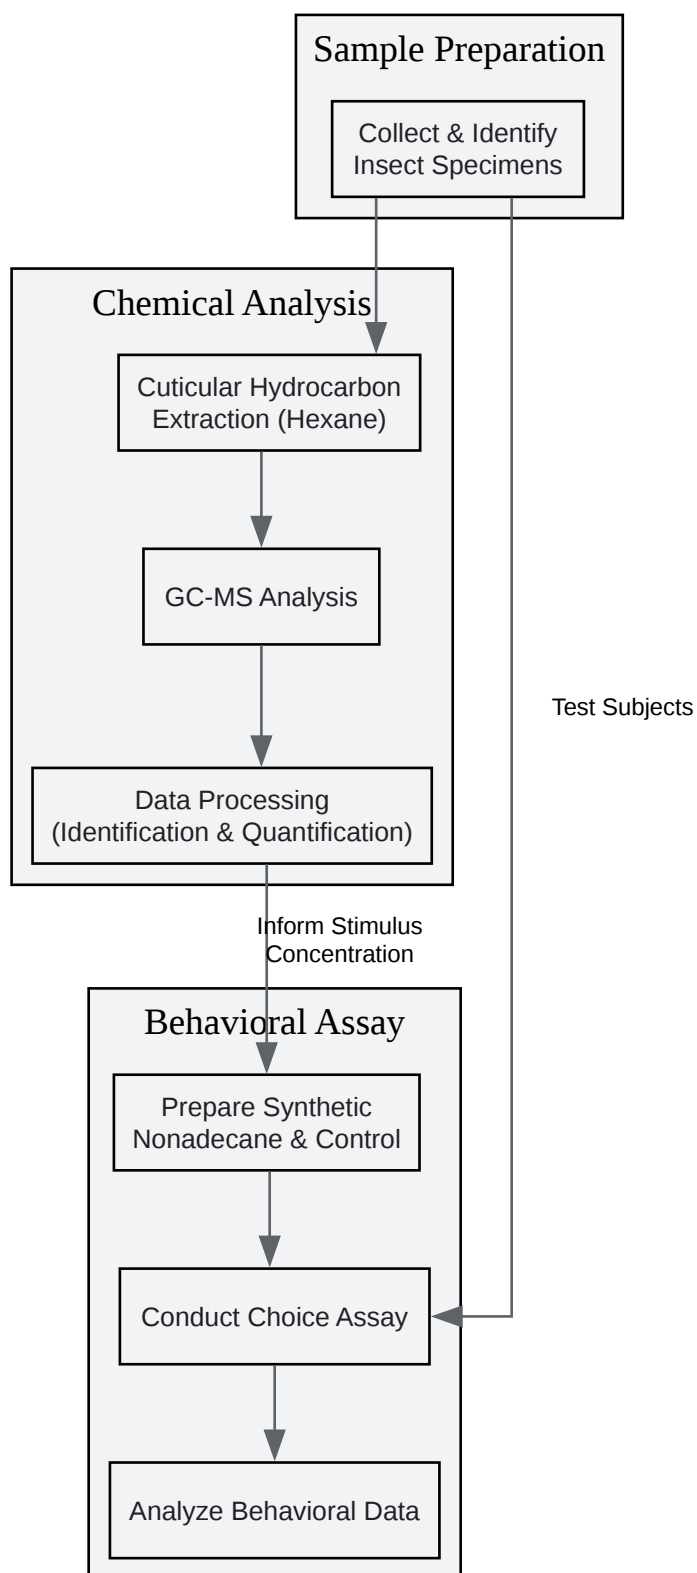 Sample Preparation
Collect & Identify
Insect Specimens
Chemical Analysis
Cuticular Hydrocarbon
Extraction (Hexane)
GC-MS Analysis
Test Subjects
Data Processing
(Identification & Quantification)
Inform Stimulus
Concentration
Behavioral Assay
Prepare Synthetic
Nonadecane & Control
Conduct Choice Assay
Analyze Behavioral Data